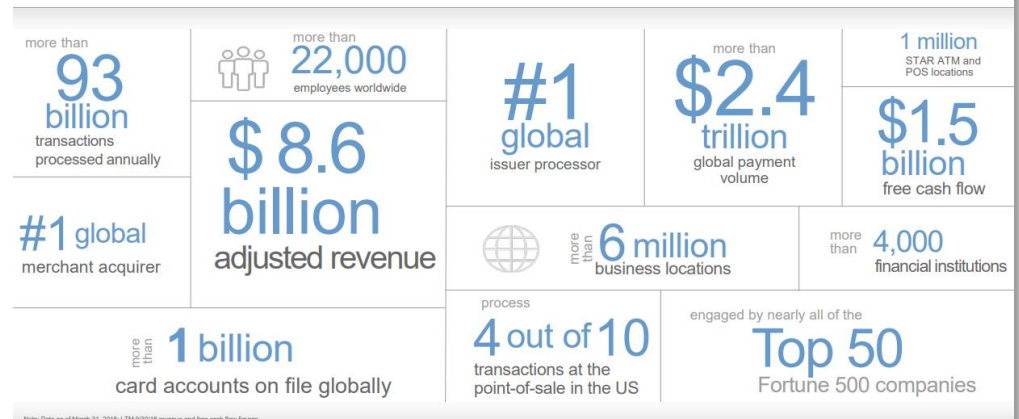 more than
93
billion
transactions
processed annually
more than
22,000
employees worldwide
$8.6
billion
adjusted revenue
#1
global
issuer processor
more than
$2.4
trillion
global payment
volume
1 million
STAR ATM and
POS locations
$1.5
billion
free cash flow
#1 global
merchant acquirer
more than
6 million
business locations
more than
4,000
financial institutions
more than
1 billion
card accounts on file globally
process
4 out of 10
transactions at the
point-of-sale in the US
engaged by nearly all of the
Top 50
Fortune 500 companies